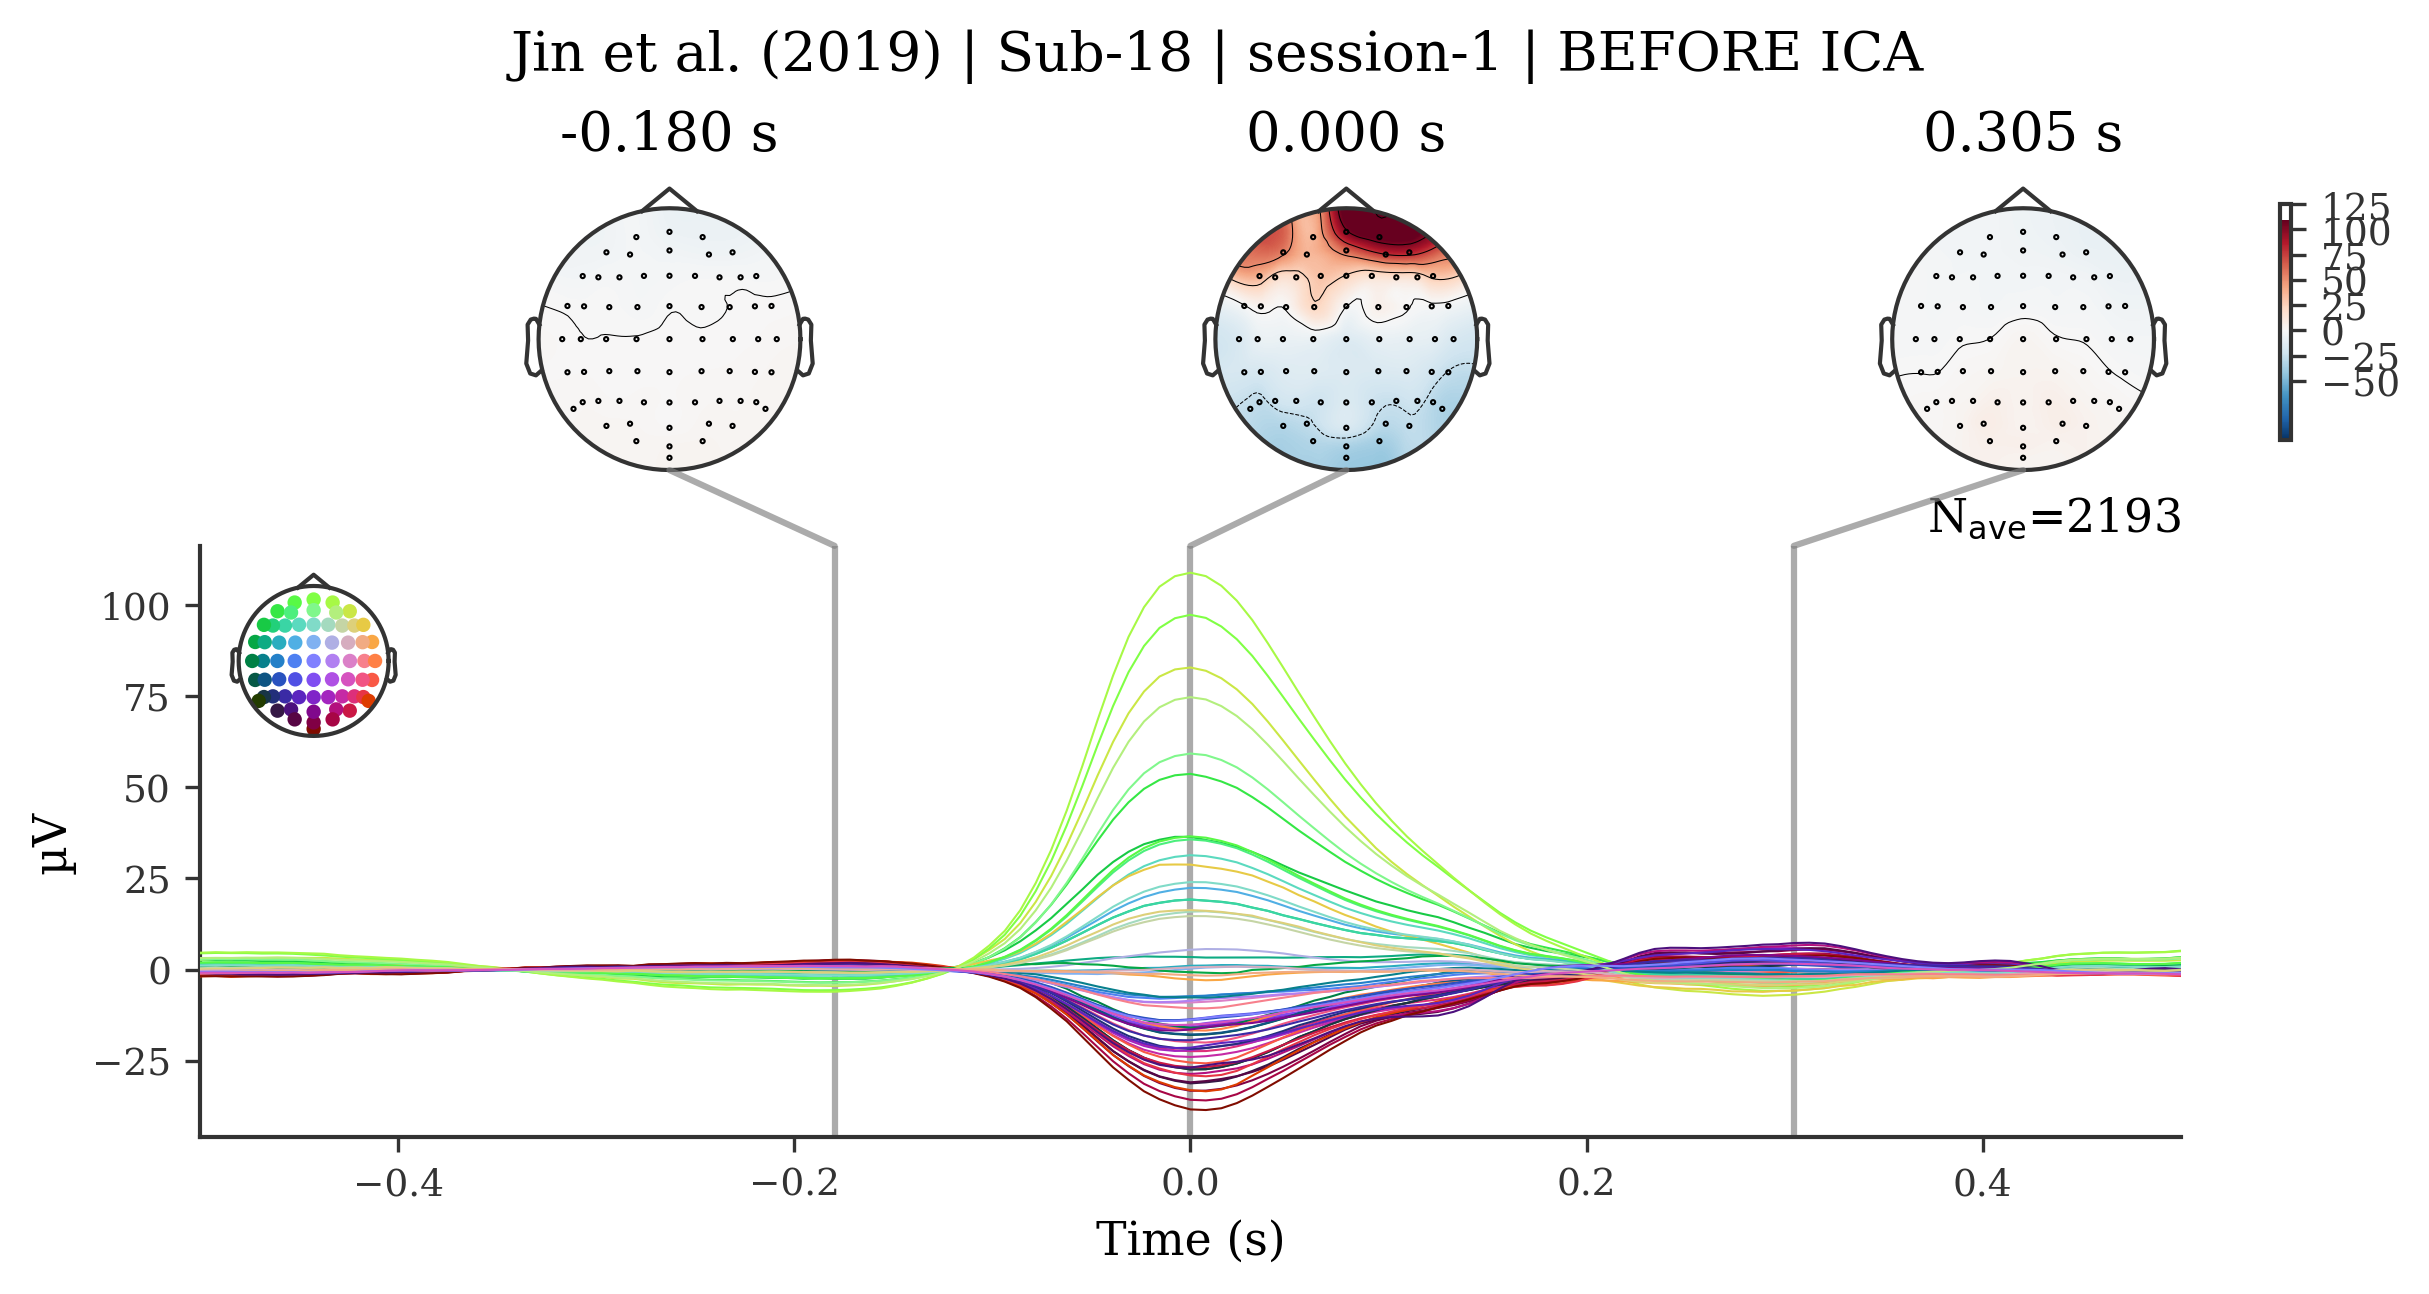 Jin et al. (2019) | Sub-18 | session-1 | BEFORE ICA
-0.180 s
0.000 s
0.305 s
125
100
75
50
25
0
−25
−50
Nave=2193
100
75
50
25
0
−25
µV
−0.4
−0.2
0.0
0.2
0.4
Time (s)